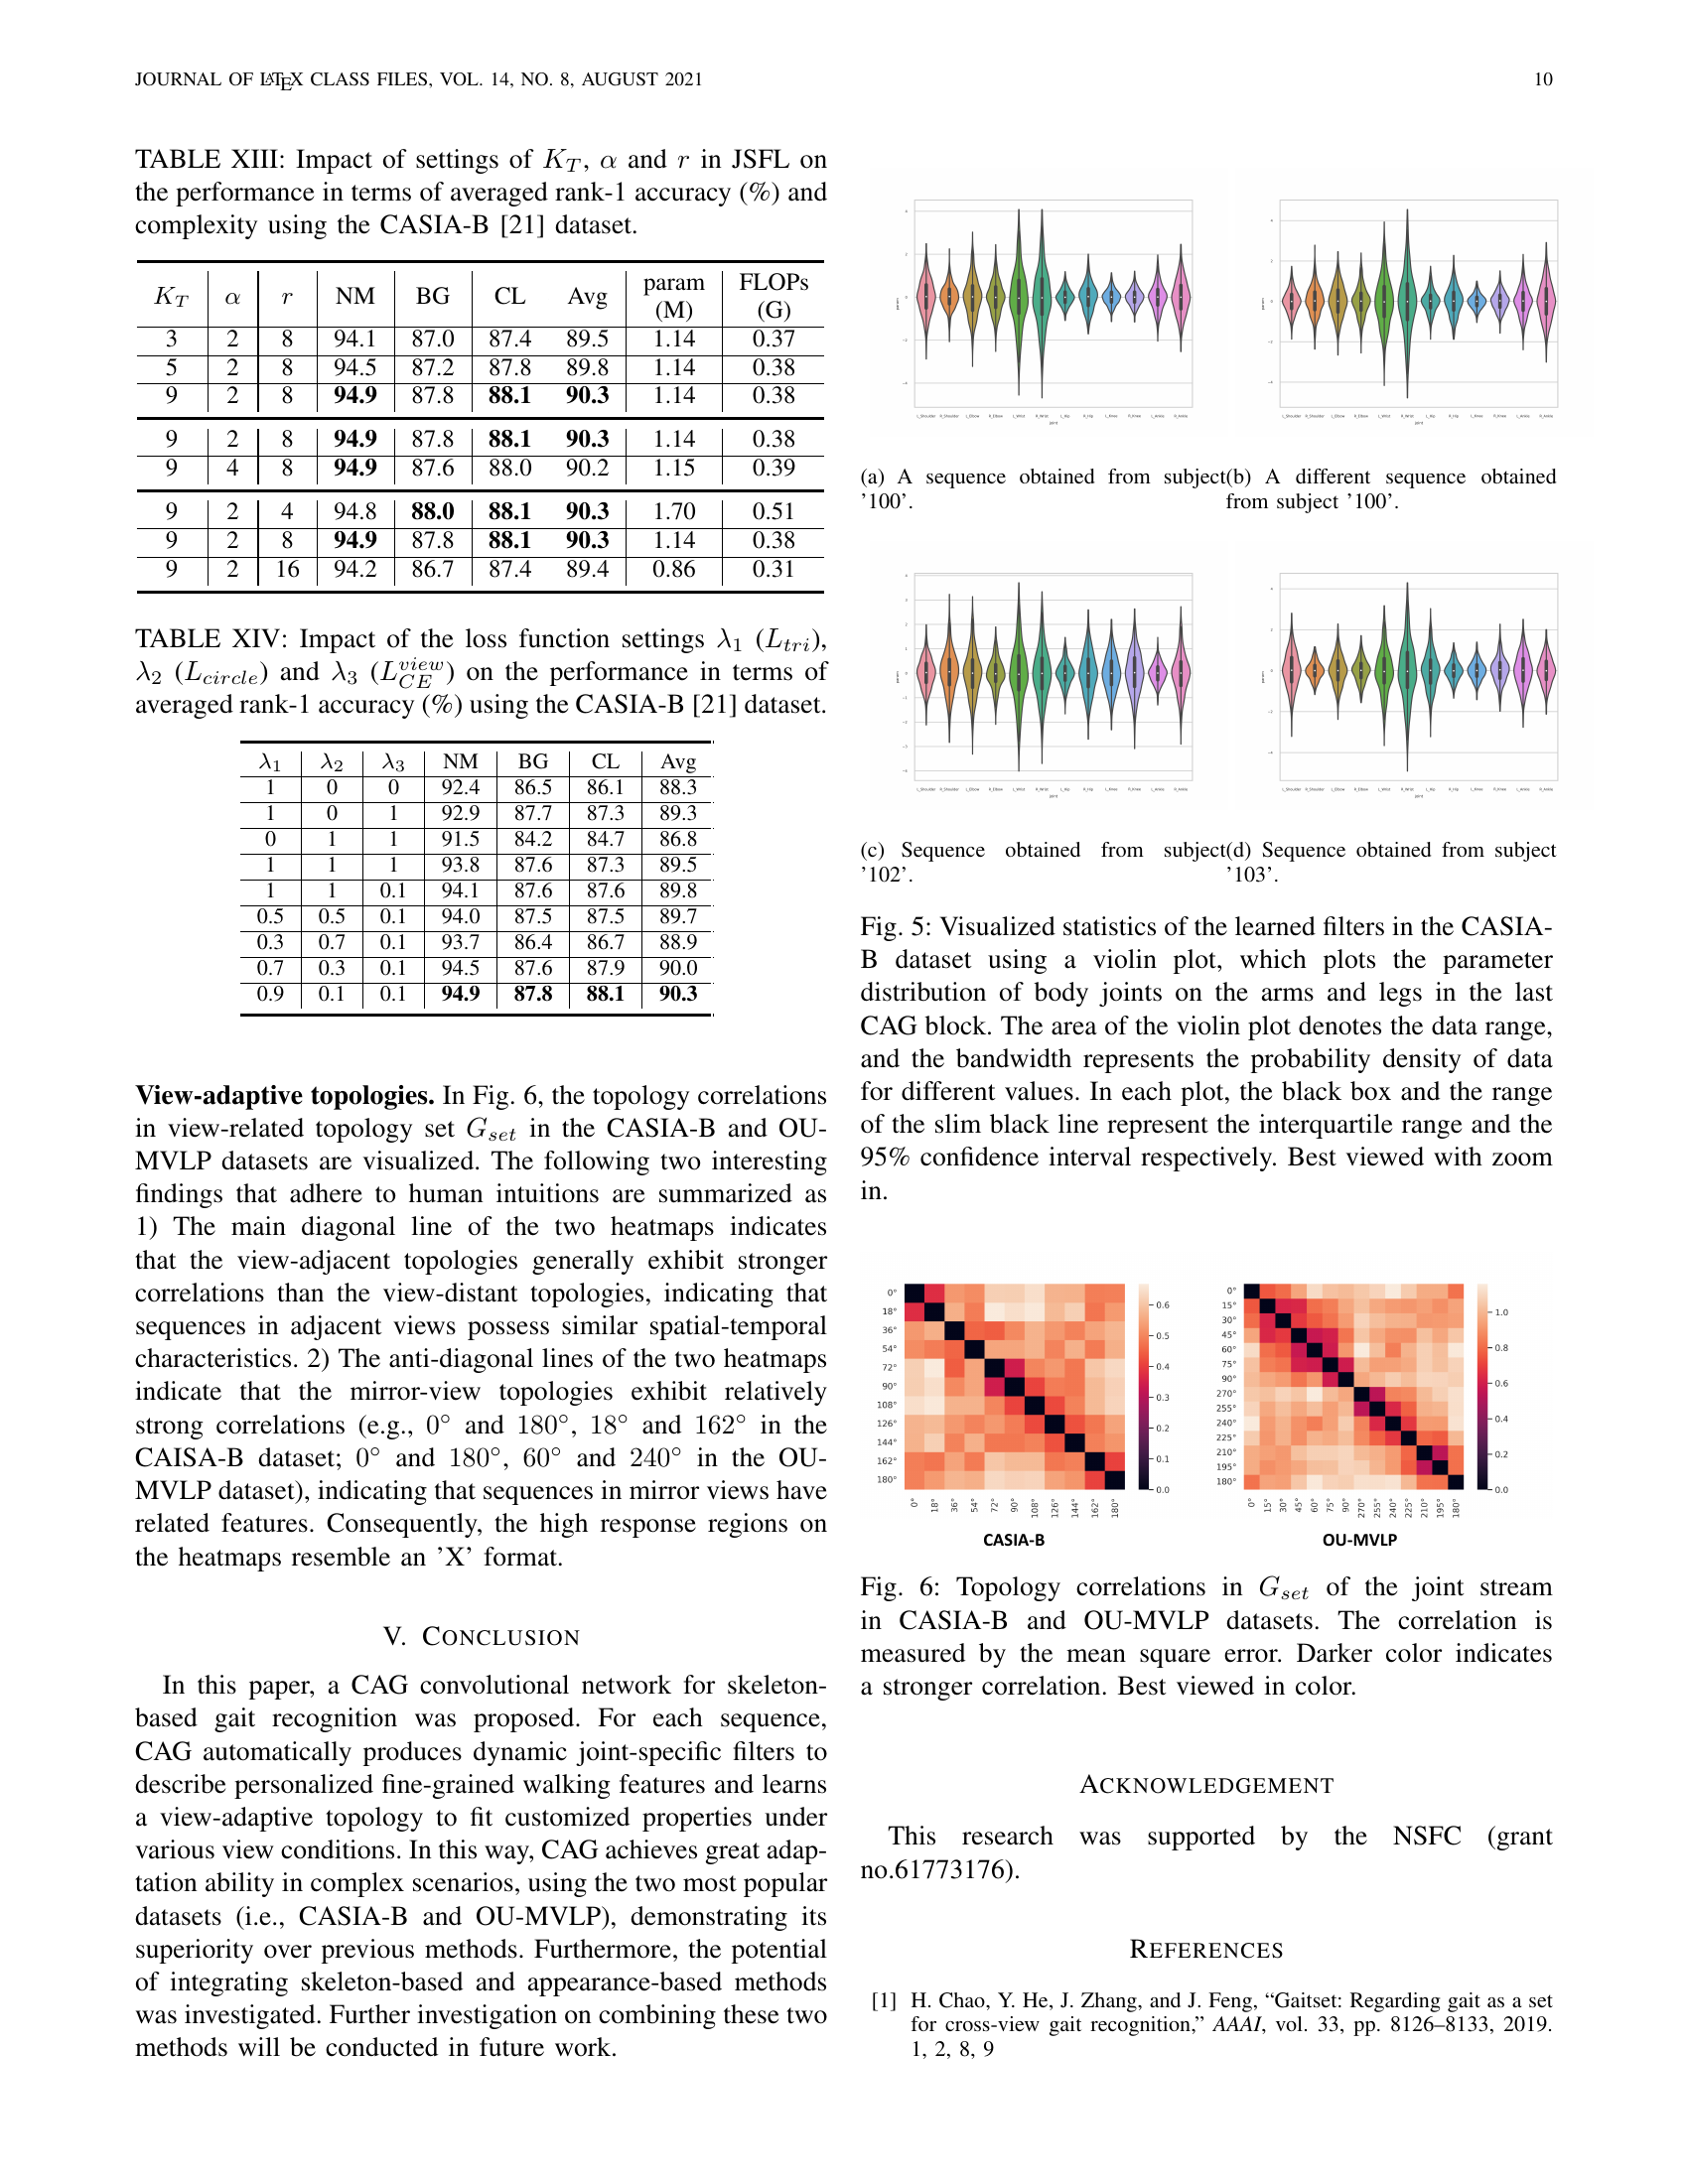 JOURNAL OF LATEX CLASS FILES, VOL. 14, NO. 8, AUGUST 2021 10
TABLE XIII: Impact of settings of K_T, α and r in JSFL on
the performance in terms of averaged rank-1 accuracy (%) and
complexity using the CASIA-B [21] dataset.
K_T α r NM BG CL Avg param (M) FLOPs (G)
3 2 8 94.1 87.0 87.4 89.5 1.14 0.37
5 2 8 94.5 87.2 87.8 89.8 1.14 0.38
9 2 8 94.9 87.8 88.1 90.3 1.14 0.38
9 2 8 94.9 87.8 88.1 90.3 1.14 0.38
9 4 8 94.9 87.6 88.0 90.2 1.15 0.39
9 2 4 94.8 88.0 88.1 90.3 1.70 0.51
9 2 8 94.9 87.8 88.1 90.3 1.14 0.38
9 2 16 94.2 86.7 87.4 89.4 0.86 0.31
TABLE XIV: Impact of the loss function settings λ1 (L_tri),
λ2 (L_circle) and λ3 (L_CE^view) on the performance in terms of
averaged rank-1 accuracy (%) using the CASIA-B [21] dataset.
λ1 λ2 λ3 NM BG CL Avg
1 0 0 92.4 86.5 86.1 88.3
1 0 1 92.9 87.7 87.3 89.3
0 1 1 91.5 84.2 84.7 86.8
1 1 1 93.8 87.6 87.3 89.5
1 1 0.1 94.1 87.6 87.6 89.8
0.5 0.5 0.1 94.0 87.5 87.5 89.7
0.3 0.7 0.1 93.7 86.4 86.7 88.9
0.7 0.3 0.1 94.5 87.6 87.9 90.0
0.9 0.1 0.1 94.9 87.8 88.1 90.3
View-adaptive topologies. In Fig. 6, the topology correlations
in view-related topology set G_set in the CASIA-B and OU-
MVLP datasets are visualized. The following two interesting
findings that adhere to human intuitions are summarized as
1) The main diagonal line of the two heatmaps indicates
that the view-adjacent topologies generally exhibit stronger
correlations than the view-distant topologies, indicating that
sequences in adjacent views possess similar spatial-temporal
characteristics. 2) The anti-diagonal lines of the two heatmaps
indicate that the mirror-view topologies exhibit relatively
strong correlations (e.g., 0° and 180°, 18° and 162° in the
CAISA-B dataset; 0° and 180°, 60° and 240° in the OU-
MVLP dataset), indicating that sequences in mirror views have
related features. Consequently, the high response regions on
the heatmaps resemble an 'X' format.
V. CONCLUSION
In this paper, a CAG convolutional network for skeleton-
based gait recognition was proposed. For each sequence,
CAG automatically produces dynamic joint-specific filters to
describe personalized fine-grained walking features and learns
a view-adaptive topology to fit customized properties under
various view conditions. In this way, CAG achieves great adap-
tation ability in complex scenarios, using the two most popular
datasets (i.e., CASIA-B and OU-MVLP), demonstrating its
superiority over previous methods. Furthermore, the potential
of integrating skeleton-based and appearance-based methods
was investigated. Further investigation on combining these two
methods will be conducted in future work.
(a) A sequence obtained from subject
'100'.
(b) A different sequence obtained
from subject '100'.
(c) Sequence obtained from subject
'102'.
(d) Sequence obtained from subject
'103'.
Fig. 5: Visualized statistics of the learned filters in the CASIA-
B dataset using a violin plot, which plots the parameter
distribution of body joints on the arms and legs in the last
CAG block. The area of the violin plot denotes the data range,
and the bandwidth represents the probability density of data
for different values. In each plot, the black box and the range
of the slim black line represent the interquartile range and the
95% confidence interval respectively. Best viewed with zoom
in.
0°
18°
36°
54°
72°
90°
108°
126°
144°
162°
180°
0° 18° 36° 54° 72° 90° 108° 126° 144° 162° 180°
0.6
0.5
0.4
0.3
0.2
0.1
0.0
CASIA-B
0°
15°
30°
45°
60°
75°
90°
270°
255°
240°
225°
210°
195°
180°
0° 15° 30° 45° 60° 75° 90° 270° 255° 240° 225° 210° 195° 180°
1.0
0.8
0.6
0.4
0.2
0.0
OU-MVLP
Fig. 6: Topology correlations in G_set of the joint stream
in CASIA-B and OU-MVLP datasets. The correlation is
measured by the mean square error. Darker color indicates
a stronger correlation. Best viewed in color.
ACKNOWLEDGEMENT
This research was supported by the NSFC (grant
no.61773176).
REFERENCES
[1] H. Chao, Y. He, J. Zhang, and J. Feng, “Gaitset: Regarding gait as a set
for cross-view gait recognition,” AAAI, vol. 33, pp. 8126–8133, 2019.
1, 2, 8, 9